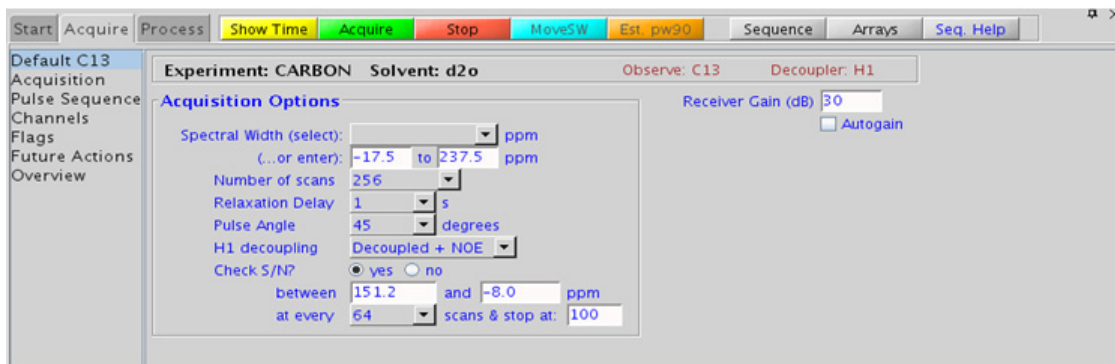 Start Acquire Process Show Time Acquire Stop MoveSW Est. pw90 Sequence Arrays Seq. Help
Default C13
Acquisition
Pulse Sequence
Channels
Flags
Future Actions
Overview
Experiment: CARBON Solvent: d2o Observe: C13 Decoupler: H1
Acquisition Options
Spectral Width (select): ppm
(...or enter): -17.5 to 237.5 ppm
Number of scans 256
Relaxation Delay 1 s
Pulse Angle 45 degrees
H1 decoupling Decoupled + NOE
Check S/N? yes no
between 151.2 and -8.0 ppm
at every 64 scans & stop at: 100
Receiver Gain (dB) 30
Autogain